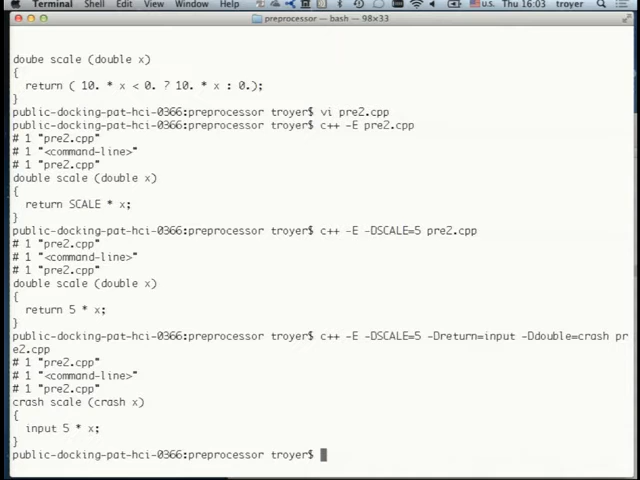 Terminal Shell Edit View Window Help U.S. Thu 16:03 troyer
preprocessor — bash — 98×33
doube scale (double x)
{
return ( 10. * x < 0. ? 10. * x : 0.);
}
public-docking-pat-hci-0366:preprocessor troyer$ vi pre2.cpp
public-docking-pat-hci-0366:preprocessor troyer$ c++ -E pre2.cpp
# 1 "pre2.cpp"
# 1 "<command-line>"
# 1 "pre2.cpp"
double scale (double x)
{
return SCALE * x;
}
public-docking-pat-hci-0366:preprocessor troyer$ c++ -E -DSCALE=5 pre2.cpp
# 1 "pre2.cpp"
# 1 "<command-line>"
# 1 "pre2.cpp"
double scale (double x)
{
return 5 * x;
}
public-docking-pat-hci-0366:preprocessor troyer$ c++ -E -DSCALE=5 -Dreturn=input -Ddouble=crash pr
e2.cpp
# 1 "pre2.cpp"
# 1 "<command-line>"
# 1 "pre2.cpp"
crash scale (crash x)
{
input 5 * x;
}
public-docking-pat-hci-0366:preprocessor troyer$